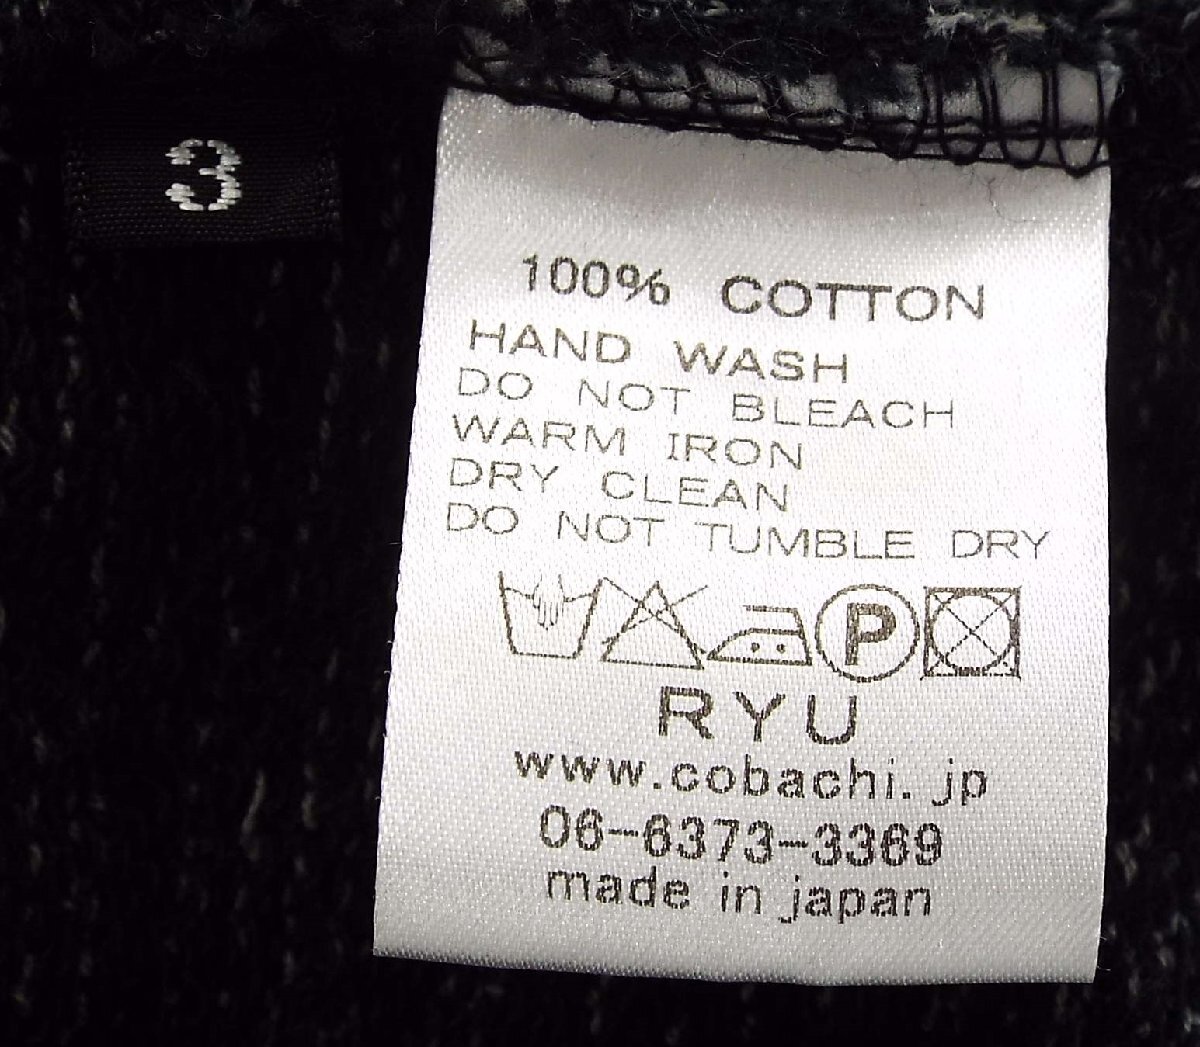 3
100% COTTON
HAND WASH
DO NOT BLEACH
WARM IRON
DRY CLEAN
DO NOT TUMBLE DRY
P
RYU
www.cobachi.jp
06-6373-3369
made in japan